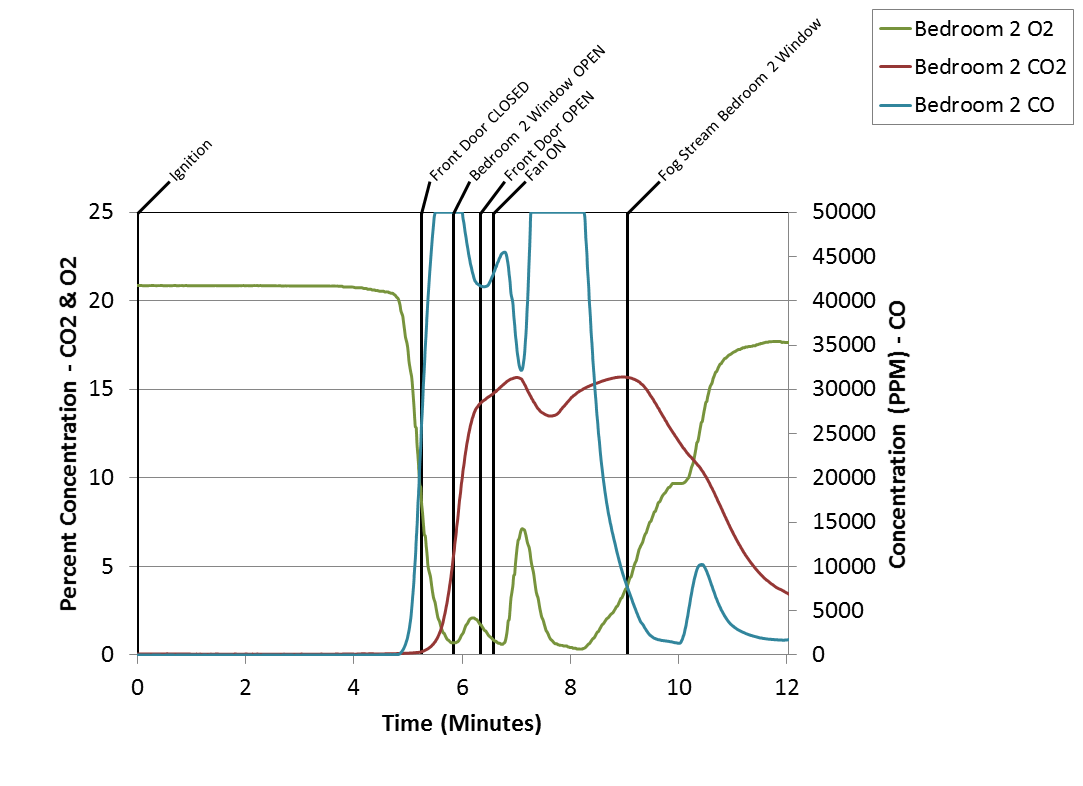 Bedroom 2 O2
Bedroom 2 CO2
Bedroom 2 CO
Ignition
Front Door CLOSED
Bedroom 2 Window OPEN
Front Door OPEN
Fan ON
Fog Stream Bedroom 2 Window
Percent Concentration - CO2 & O2
25
20
15
10
5
0
50000
45000
40000
35000
30000
25000
20000
15000
10000
5000
0
Concentration (PPM) - CO
0 2 4 6 8 10 12
Time (Minutes)